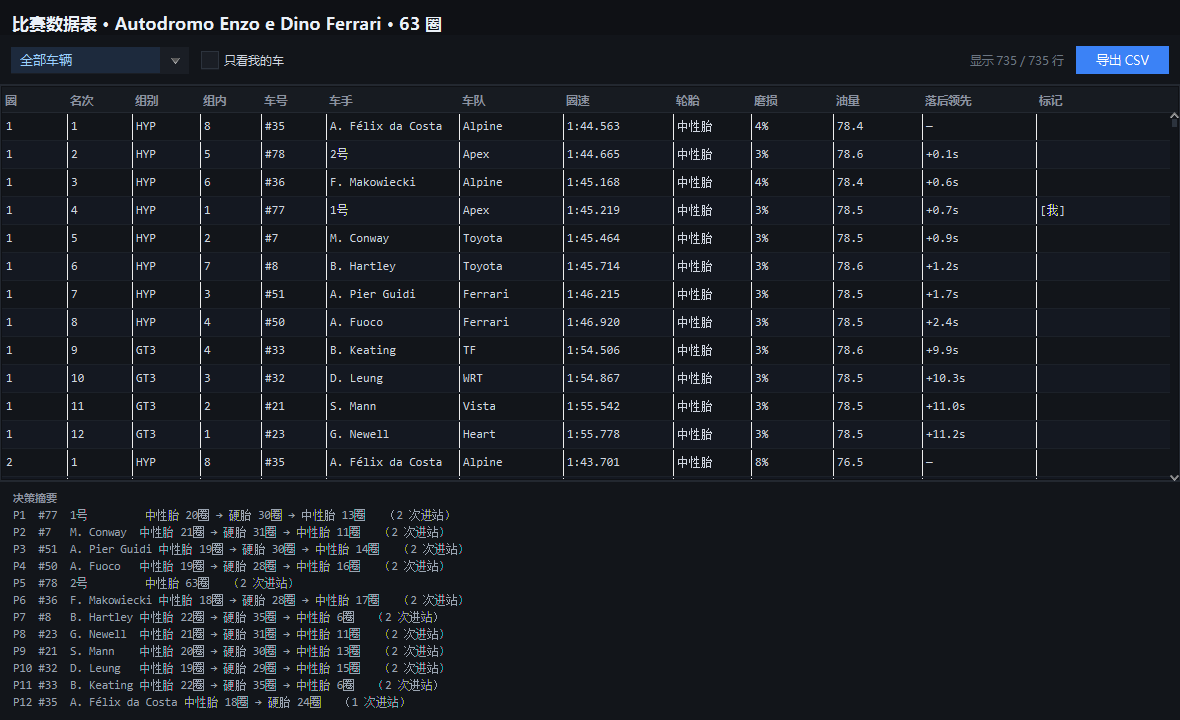 比赛数据表 • Autodromo Enzo e Dino Ferrari • 63 圈
全部车辆 只看我的车 显示 735 / 735 行 导出 CSV
圈 名次 组别 组内 车号 车手 车队 圈速 轮胎 磨损 油量 落后领先 标记
1 1 HYP 8 #35 A. Félix da Costa Alpine 1:44.563 中性胎 4% 78.4 —
1 2 HYP 5 #78 2号 Apex 1:44.665 中性胎 3% 78.6 +0.1s
1 3 HYP 6 #36 F. Makowiecki Alpine 1:45.168 中性胎 4% 78.4 +0.6s
1 4 HYP 1 #77 1号 Apex 1:45.219 中性胎 3% 78.5 +0.7s [我]
1 5 HYP 2 #7 M. Conway Toyota 1:45.464 中性胎 3% 78.5 +0.9s
1 6 HYP 7 #8 B. Hartley Toyota 1:45.714 中性胎 3% 78.6 +1.2s
1 7 HYP 3 #51 A. Pier Guidi Ferrari 1:46.215 中性胎 3% 78.5 +1.7s
1 8 HYP 4 #50 A. Fuoco Ferrari 1:46.920 中性胎 3% 78.5 +2.4s
1 9 GT3 4 #33 B. Keating TF 1:54.506 中性胎 3% 78.6 +9.9s
1 10 GT3 3 #32 D. Leung WRT 1:54.867 中性胎 3% 78.5 +10.3s
1 11 GT3 2 #21 S. Mann Vista 1:55.542 中性胎 3% 78.5 +11.0s
1 12 GT3 1 #23 G. Newell Heart 1:55.778 中性胎 3% 78.5 +11.2s
2 1 HYP 8 #35 A. Félix da Costa Alpine 1:43.701 中性胎 8% 76.5 —
决策摘要
P1 #77 1号 中性胎 20圈 → 硬胎 30圈 → 中性胎 13圈 (2 次进站)
P2 #7 M. Conway 中性胎 21圈 → 硬胎 31圈 → 中性胎 11圈 (2 次进站)
P3 #51 A. Pier Guidi 中性胎 19圈 → 硬胎 30圈 → 中性胎 14圈 (2 次进站)
P4 #50 A. Fuoco 中性胎 19圈 → 硬胎 28圈 → 中性胎 16圈 (2 次进站)
P5 #78 2号 中性胎 63圈 (2 次进站)
P6 #36 F. Makowiecki 中性胎 18圈 → 硬胎 28圈 → 中性胎 17圈 (2 次进站)
P7 #8 B. Hartley 中性胎 22圈 → 硬胎 35圈 → 中性胎 6圈 (2 次进站)
P8 #23 G. Newell 中性胎 21圈 → 硬胎 31圈 → 中性胎 11圈 (2 次进站)
P9 #21 S. Mann 中性胎 20圈 → 硬胎 30圈 → 中性胎 13圈 (2 次进站)
P10 #32 D. Leung 中性胎 19圈 → 硬胎 29圈 → 中性胎 15圈 (2 次进站)
P11 #33 B. Keating 中性胎 22圈 → 硬胎 35圈 → 中性胎 6圈 (2 次进站)
P12 #35 A. Félix da Costa 中性胎 18圈 → 硬胎 24圈 (1 次进站)